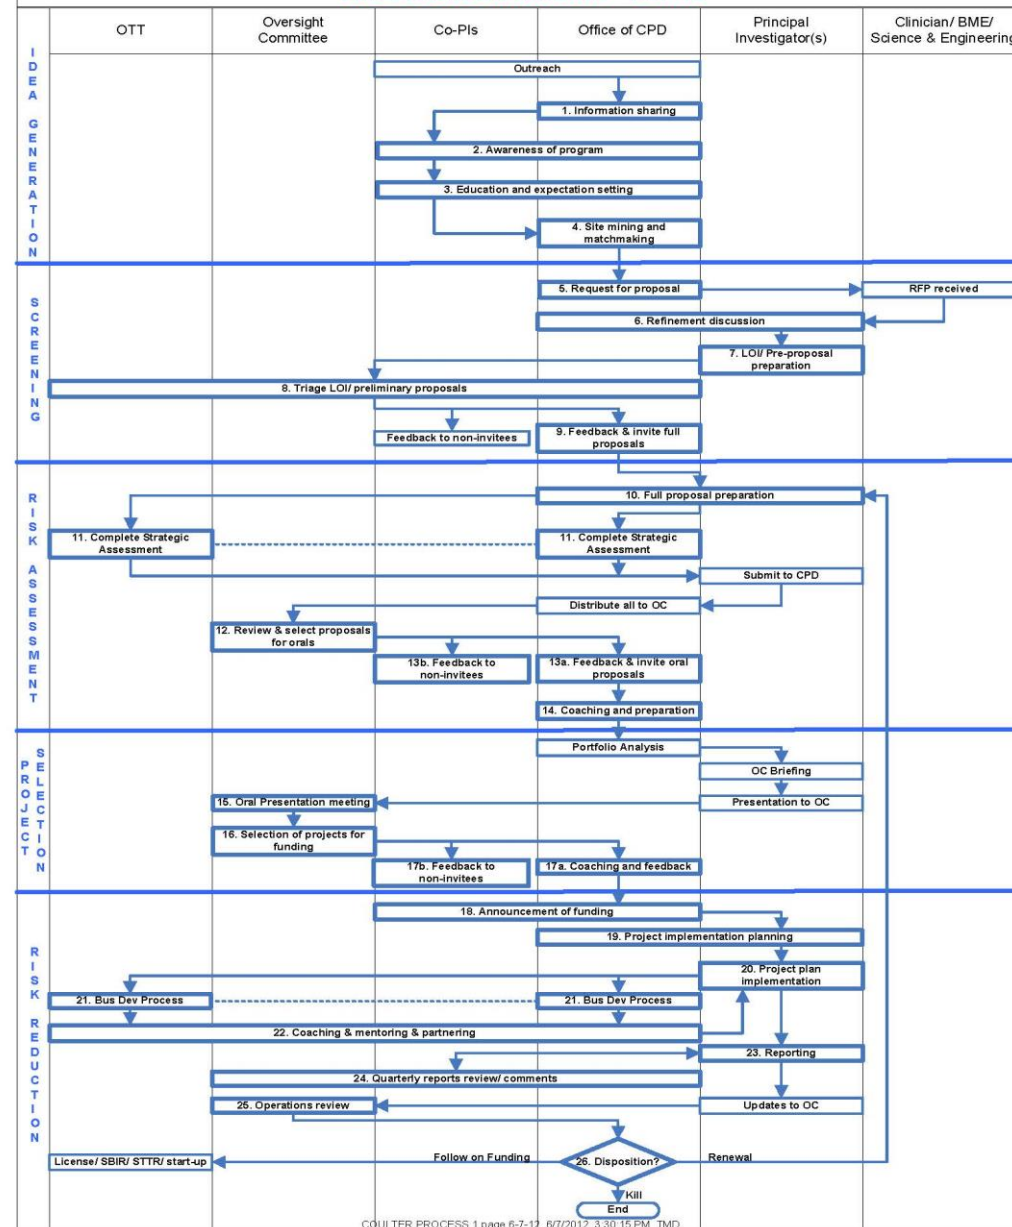 OTT
Oversight
Committee
Co-PIs
Office of CPD
Principal
Investigator(s)
Clinician/ BME/
Science & Engineering
IDEA GENERATION
Outreach
1. Information sharing
2. Awareness of program
3. Education and expectation setting
4. Site mining and
matchmaking
SCREENING
5. Request for proposal
RFP received
6. Refinement discussion
7. LOI/ Pre-proposal
preparation
8. Triage LOI/ preliminary proposals
Feedback to non-invitees
9. Feedback & invite full
proposals
RISK ASSESSMENT
10. Full proposal preparation
11. Complete Strategic
Assessment
11. Complete Strategic
Assessment
Submit to CPD
Distribute all to OC
12. Review & select proposals
for orals
13b. Feedback to
non-invitees
13a. Feedback & invite oral
proposals
14. Coaching and preparation
PROJECT
SELECTION
Portfolio Analysis
OC Briefing
15. Oral Presentation meeting
Presentation to OC
16. Selection of projects for
funding
17b. Feedback to
non-invitees
17a. Coaching and feedback
RISK REDUCTION
18. Announcement of funding
19. Project implementation planning
20. Project plan
implementation
21. Bus Dev Process
21. Bus Dev Process
22. Coaching & mentoring & partnering
23. Reporting
24. Quarterly reports review/ comments
25. Operations review
Updates to OC
License/ SBIR/ STTR/ start-up
Follow on Funding
26. Disposition?
Renewal
Kill
End
COULTER PROCESS 1 page 6-7-12, 6/7/2012, 3:30:15 PM, TMD